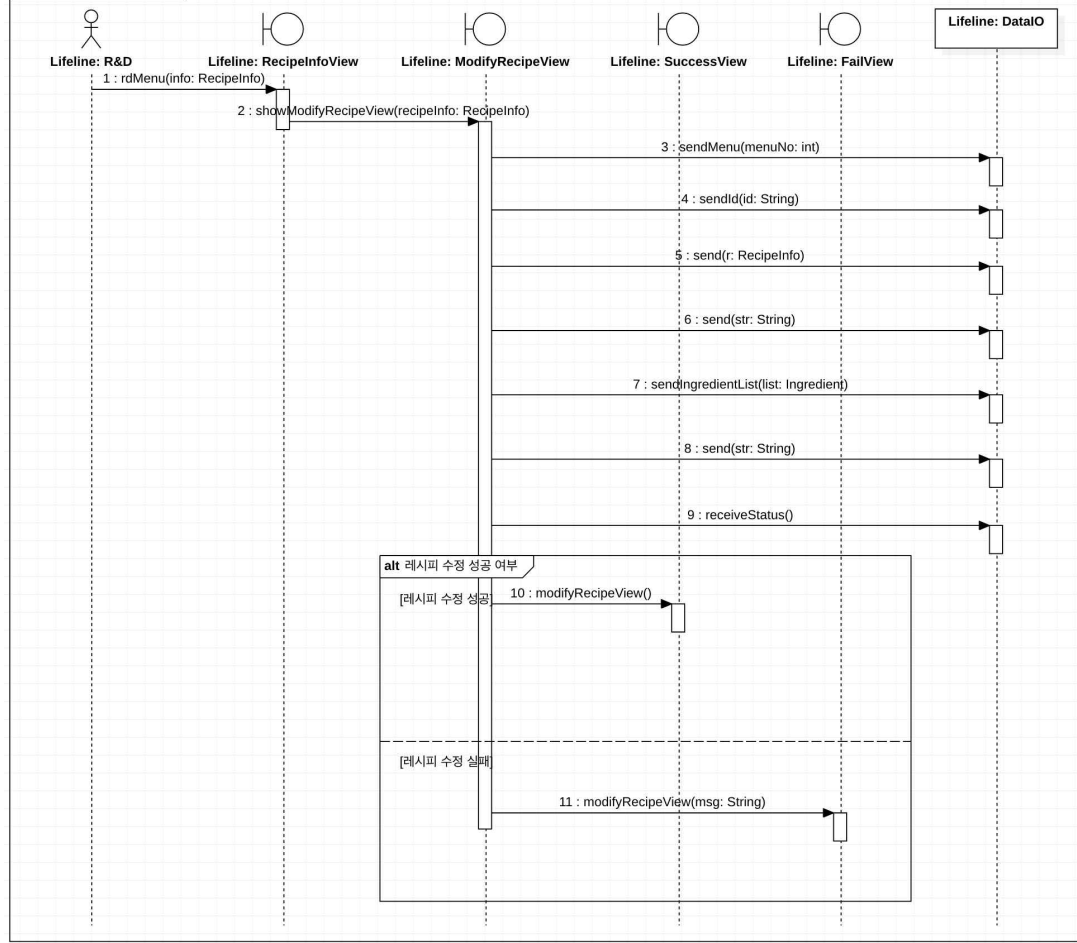 Lifeline: R&D
Lifeline: RecipeInfoView
Lifeline: ModifyRecipeView
Lifeline: SuccessView
Lifeline: FailView
Lifeline: DataIO
1 : rdMenu(info: RecipeInfo)
2 : showModifyRecipeView(recipeInfo: RecipeInfo)
3 : sendMenu(menuNo: int)
4 : sendId(id: String)
5 : send(r: RecipeInfo)
6 : send(str: String)
7 : sendIngredientList(list: Ingredient)
8 : send(str: String)
9 : receiveStatus()
alt 레시피 수정 성공 여부
[레시피 수정 성공]
10 : modifyRecipeView()
[레시피 수정 실패]
11 : modifyRecipeView(msg: String)